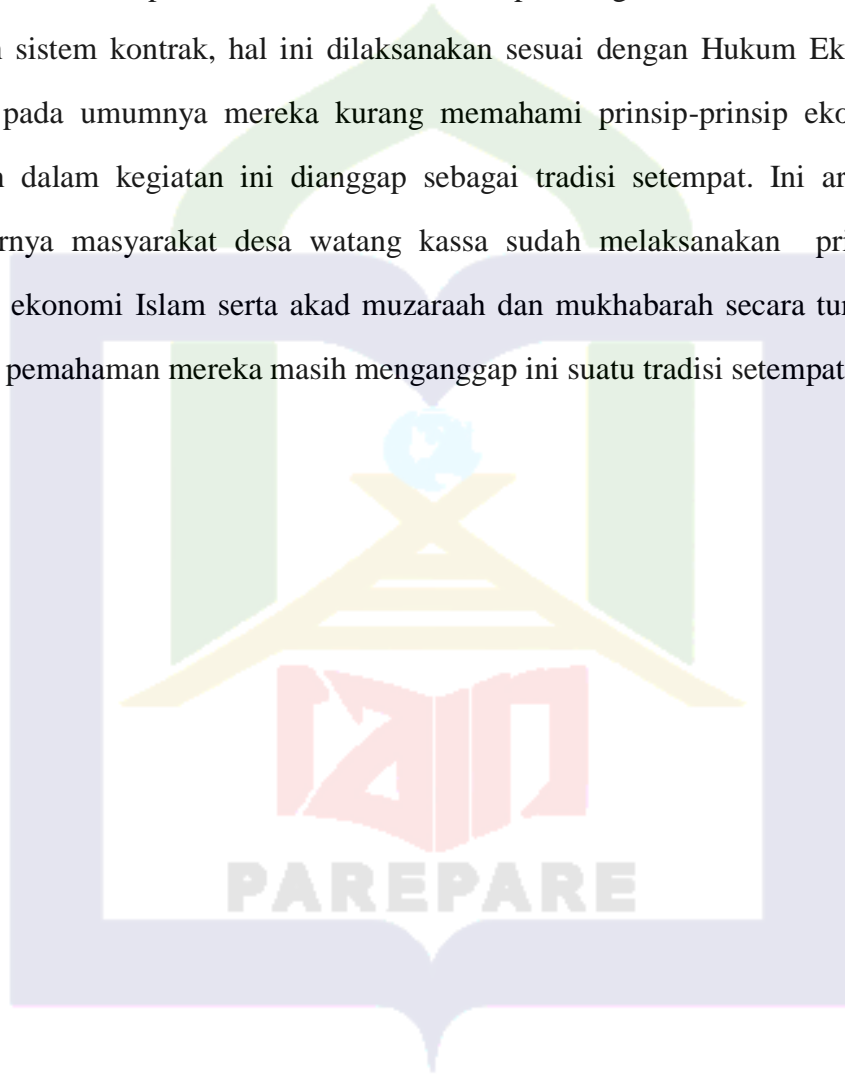 sistem kontrak, hal ini dilaksanakan sesuai dengan Hukum Ek
pada umumnya mereka kurang memahami prinsip-prinsip eko
dalam kegiatan ini dianggap sebagai tradisi setempat. Ini ar
rnya masyarakat desa watang kassa sudah melaksanakan pri
ekonomi Islam serta akad muzaraah dan mukhabarah secara tur
pemahaman mereka masih menganggap ini suatu tradisi setempat
iain
PAREPARE